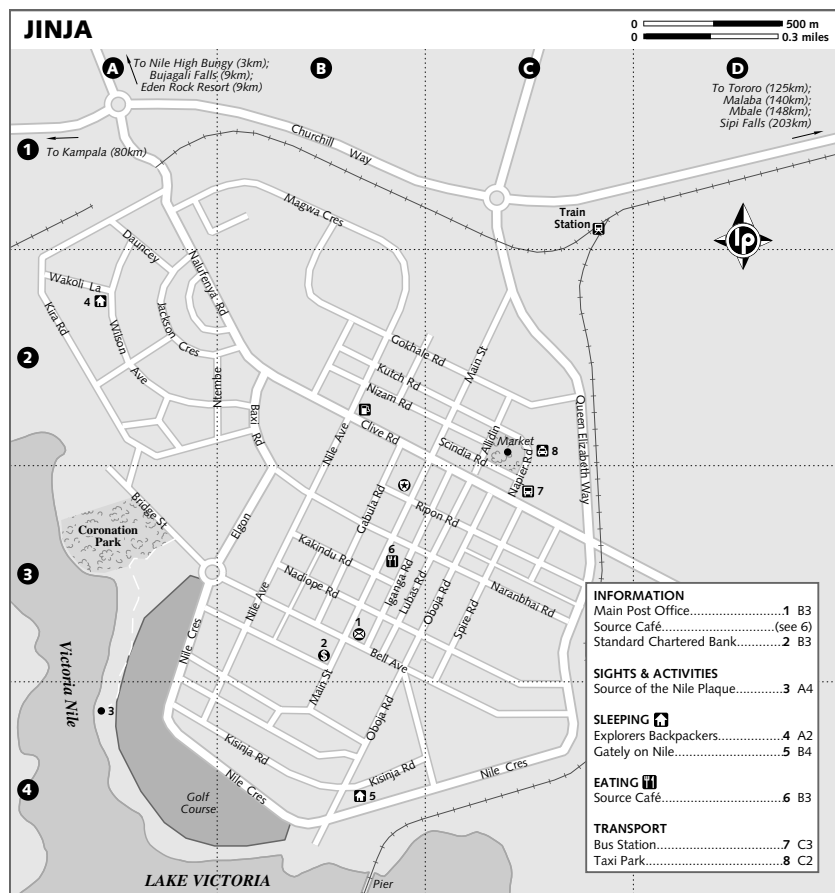 JINJA
0 500 m
0 0.3 miles
A
B
C
D
To Nile High Bungy (3km);
Bujagali Falls (9km);
Eden Rock Resort (9km)
To Tororo (125km);
Malaba (140km);
Mbale (148km);
Sipi Falls (203km)
1
To Kampala (80km)
Churchill Way
Train
Station
lp
Magwa Cres
Dauncey
Nalufenya Rd
Wakoli La
4
Kira Rd
Wilson Ave
Jackson Cres
2
Ntembe
Baxi Rd
Gokhale Rd
Main St
Kutch Rd
Nizam Rd
Nile Ave
Clive Rd
Scindia Rd
Allidin
Market
Napier Rd
8
7
Queen Elizabeth Way
Bridge St
Coronation
Park
Elgon
Gabula Rd
Ripon Rd
3
Kakindu Rd
6
Nadiope Rd
Iganga Rd
Lubas Rd
Oboja Rd
Spire Rd
Naranbhai Rd
Nile Ave
Nile Cres
1
2
Bell Ave
Main St
Victoria Nile
3
Oboja Rd
Kisinja Rd
Kisinja Rd
Nile Cres
Nile Cres
4
5
Golf
Course
LAKE VICTORIA
Pier
INFORMATION
Main Post Office 1 B3
Source Café (see 6)
Standard Chartered Bank 2 B3
SIGHTS & ACTIVITIES
Source of the Nile Plaque 3 A4
SLEEPING
Explorers Backpackers 4 A2
Gately on Nile 5 B4
EATING
Source Café 6 B3
TRANSPORT
Bus Station 7 C3
Taxi Park 8 C2